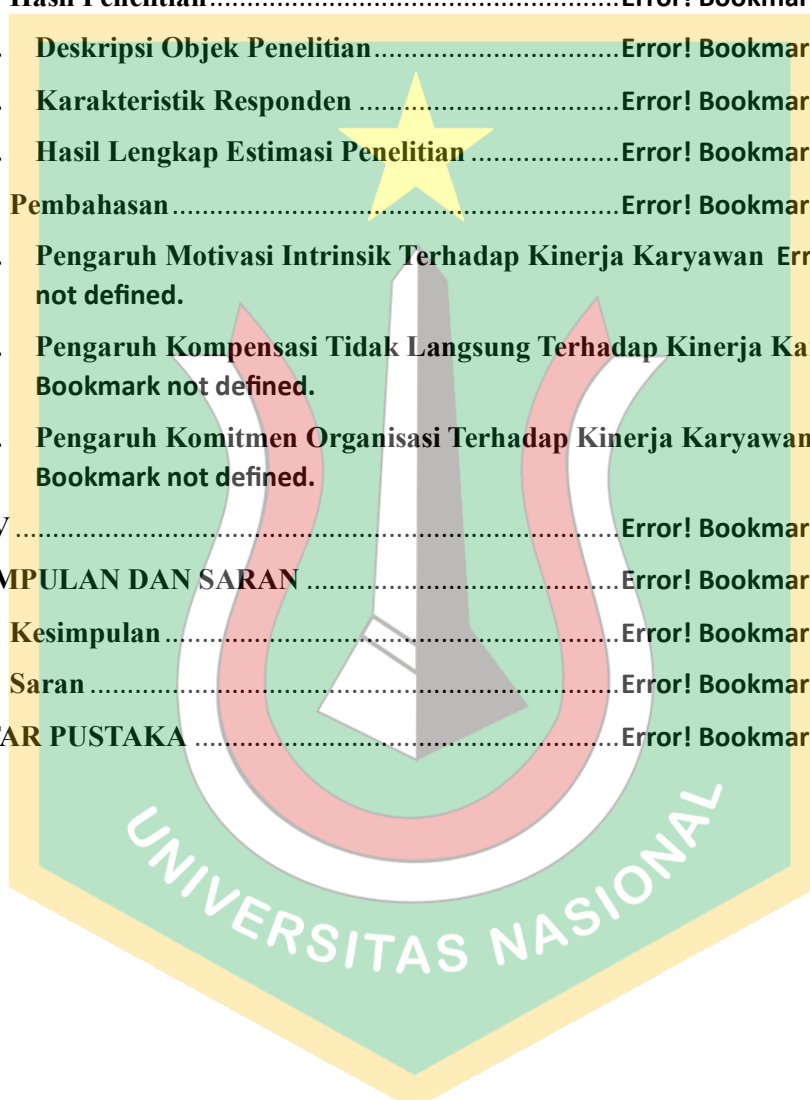 Hasil Penelitian..........Error! Bookmar
. Deskripsi Objek Penelitian..........Error! Bookmar
. Karakteristik Responden ..........Error! Bookmar
. Hasil Lengkap Estimasi Penelitian ..........Error! Bookmar
Pembahasan..........Error! Bookmar
. Pengaruh Motivasi Intrinsik Terhadap Kinerja Karyawan Err
not defined.
. Pengaruh Kompensasi Tidak Langsung Terhadap Kinerja Ka
Bookmark not defined.
. Pengaruh Komitmen Organisasi Terhadap Kinerja Karyawan
Bookmark not defined.
V ..........Error! Bookmar
MPULAN DAN SARAN ..........Error! Bookmar
Kesimpulan..........Error! Bookmar
Saran ..........Error! Bookmar
AR PUSTAKA ..........Error! Bookmar
UNIVERSITAS NASIONAL